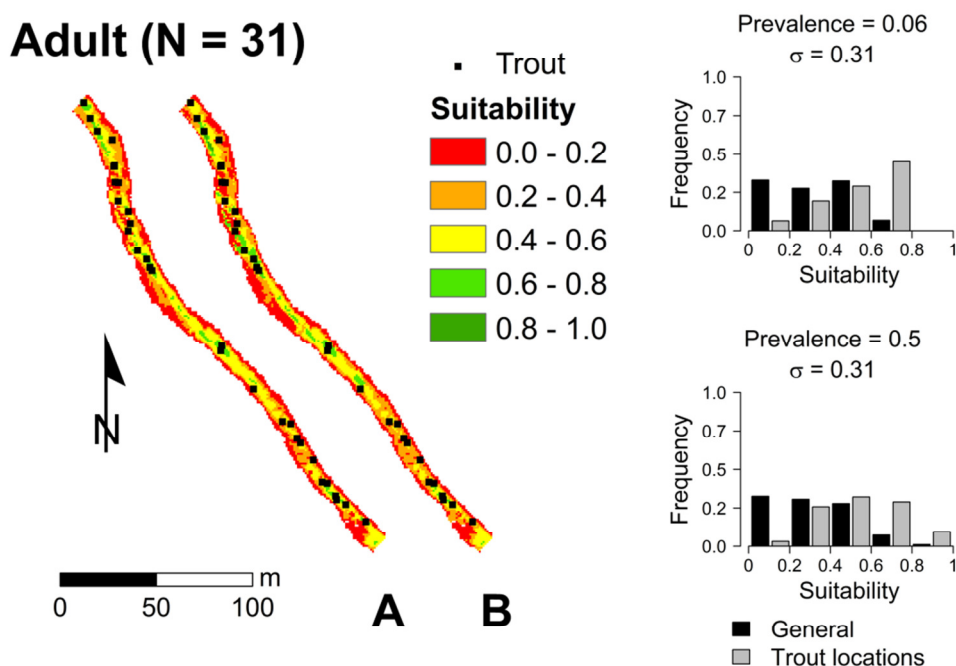 Adult (N = 31)
Trout
Suitability
0.0 - 0.2
0.2 - 0.4
0.4 - 0.6
0.6 - 0.8
0.8 - 1.0
N
0 50 100
m
A B
Prevalence = 0.06
σ = 0.31
Frequency
1.0
0.7
0.5
0.2
0.0
0 0.2 0.4 0.6 1
Suitability
Prevalence = 0.5
σ = 0.31
Frequency
1.0
0.7
0.5
0.2
0.0
0 0.2 0.4 0.6 0.8 1
Suitability
General
Trout locations